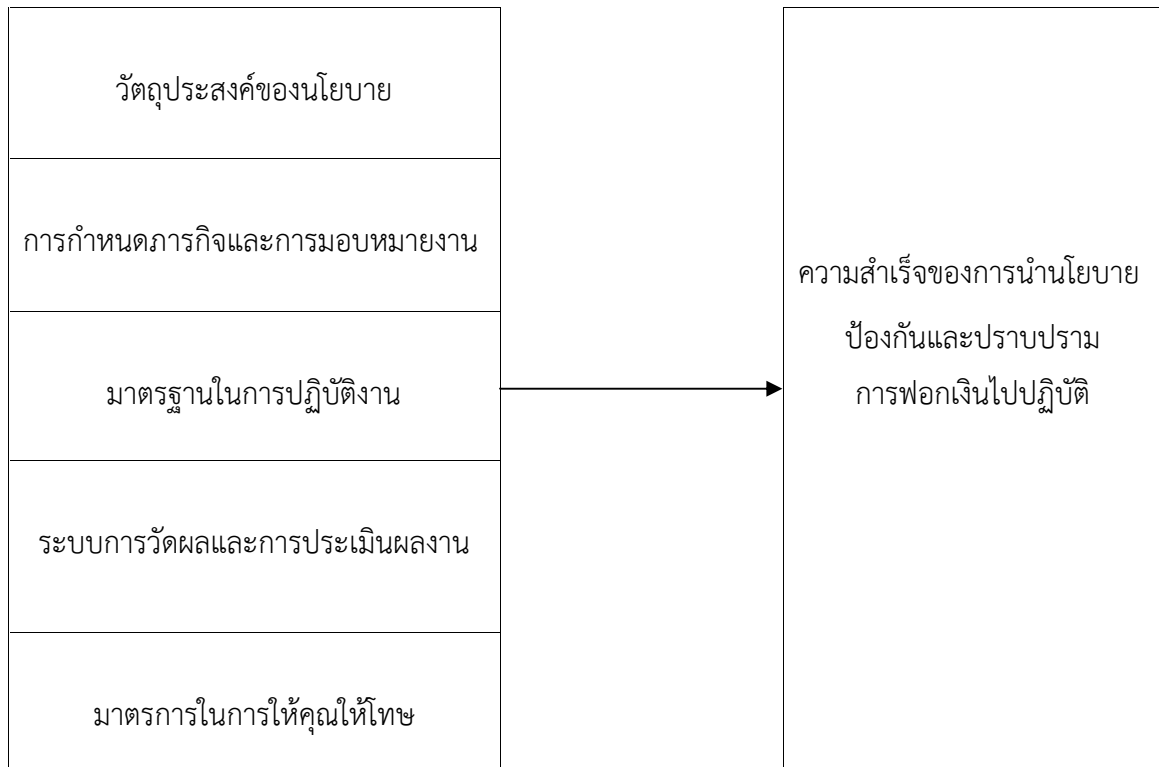 วัตถุประสงค์ของนโยบาย
การกำหนดภารกิจและการมอบหมายงาน
มาตรฐานในการปฏิบัติงาน
ระบบการวัดผลและการประเมินผลงาน
มาตรการในการให้คุณให้โทษ
ความสำเร็จของการนำนโยบาย
ป้องกันและปราบปราม
การฟอกเงินไปปฏิบัติ